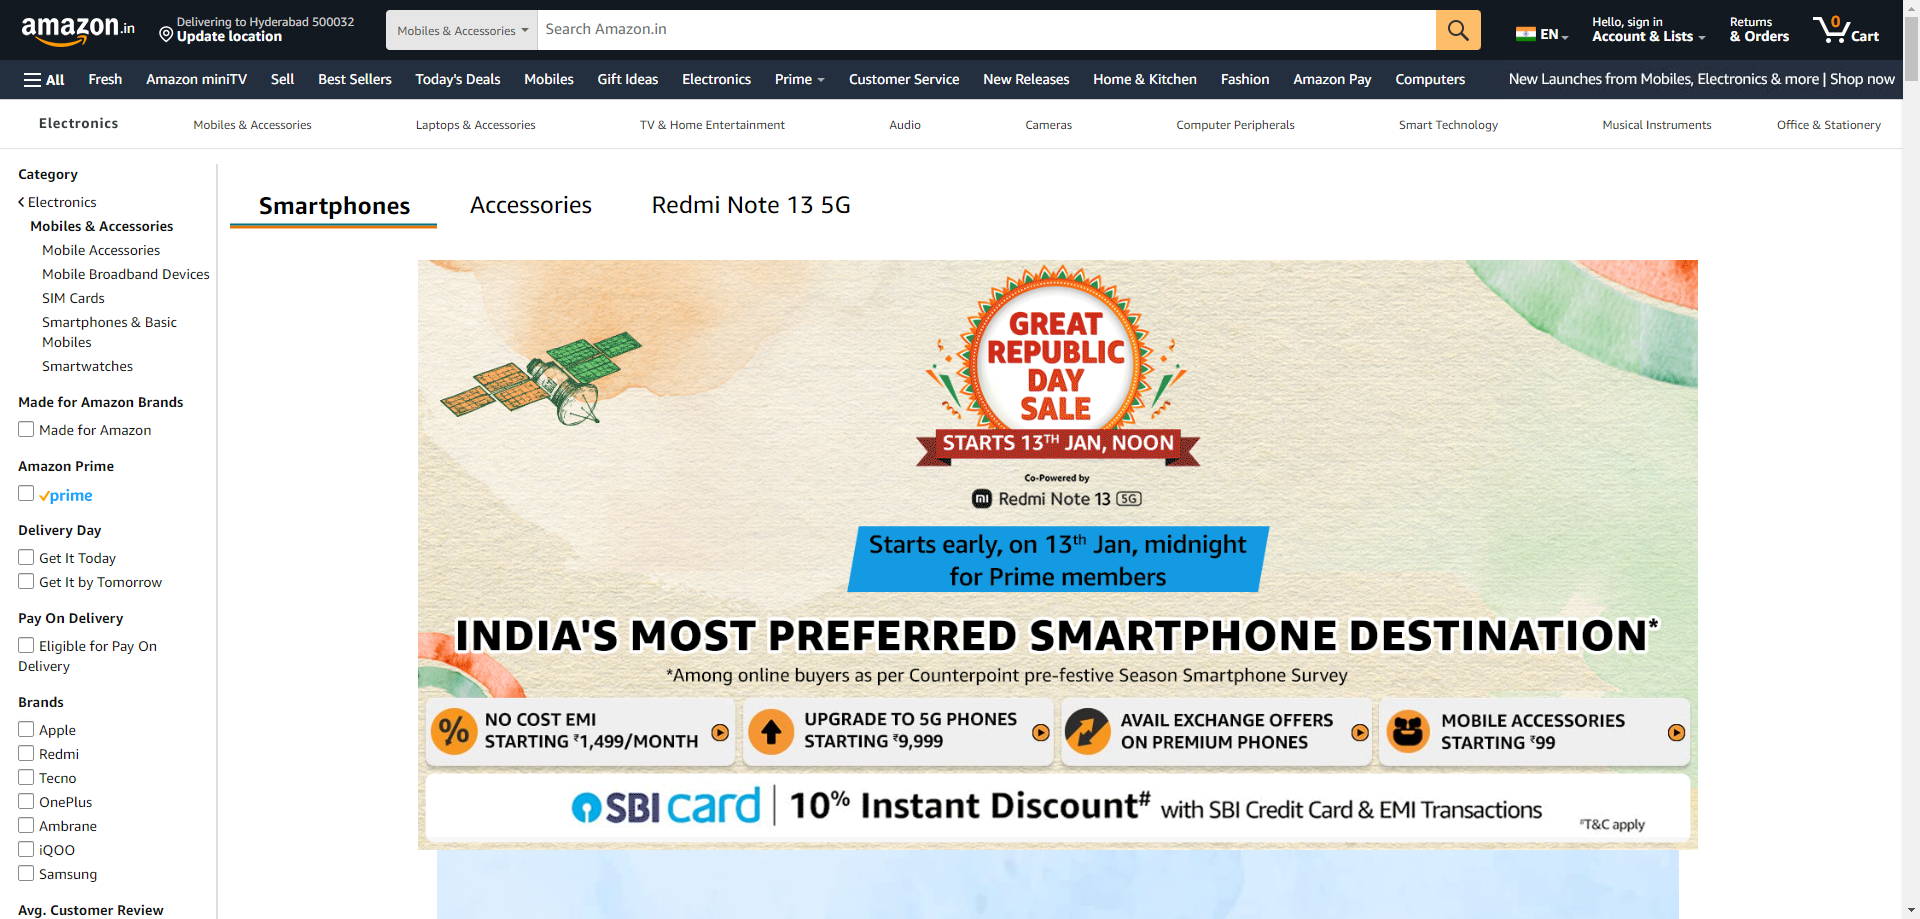 amazon.in
Delivering to Hyderabad 500032
Update location
Mobiles & Accessories
Search Amazon.in
EN
Hello, sign in
Account & Lists
Returns
& Orders
0
Cart
All
Fresh
Amazon miniTV
Sell
Best Sellers
Today's Deals
Mobiles
Gift Ideas
Electronics
Prime
Customer Service
New Releases
Home & Kitchen
Fashion
Amazon Pay
Computers
New Launches from Mobiles, Electronics & more | Shop now
Electronics
Mobiles & Accessories
Laptops & Accessories
TV & Home Entertainment
Audio
Cameras
Computer Peripherals
Smart Technology
Musical Instruments
Office & Stationery
Category
Electronics
Mobiles & Accessories
Mobile Accessories
Mobile Broadband Devices
SIM Cards
Smartphones & Basic
Mobiles
Smartwatches
Made for Amazon Brands
Made for Amazon
Amazon Prime
prime
Delivery Day
Get It Today
Get It by Tomorrow
Pay On Delivery
Eligible for Pay On
Delivery
Brands
Apple
Redmi
Tecno
OnePlus
Ambrane
iQOO
Samsung
Avg. Customer Review
Smartphones
Accessories
Redmi Note 13 5G
GREAT
REPUBLIC
DAY
SALE
STARTS 13TH JAN, NOON
Co-Powered by
mi Redmi Note 13 5G
Starts early, on 13th Jan, midnight
for Prime members
INDIA'S MOST PREFERRED SMARTPHONE DESTINATION*
*Among online buyers as per Counterpoint pre-festive Season Smartphone Survey
NO COST EMI
STARTING ₹1,499/MONTH
UPGRADE TO 5G PHONES
STARTING ₹9,999
AVAIL EXCHANGE OFFERS
ON PREMIUM PHONES
MOBILE ACCESSORIES
STARTING ₹99
SBI card
10% Instant Discount# with SBI Credit Card & EMI Transactions
#T&C apply